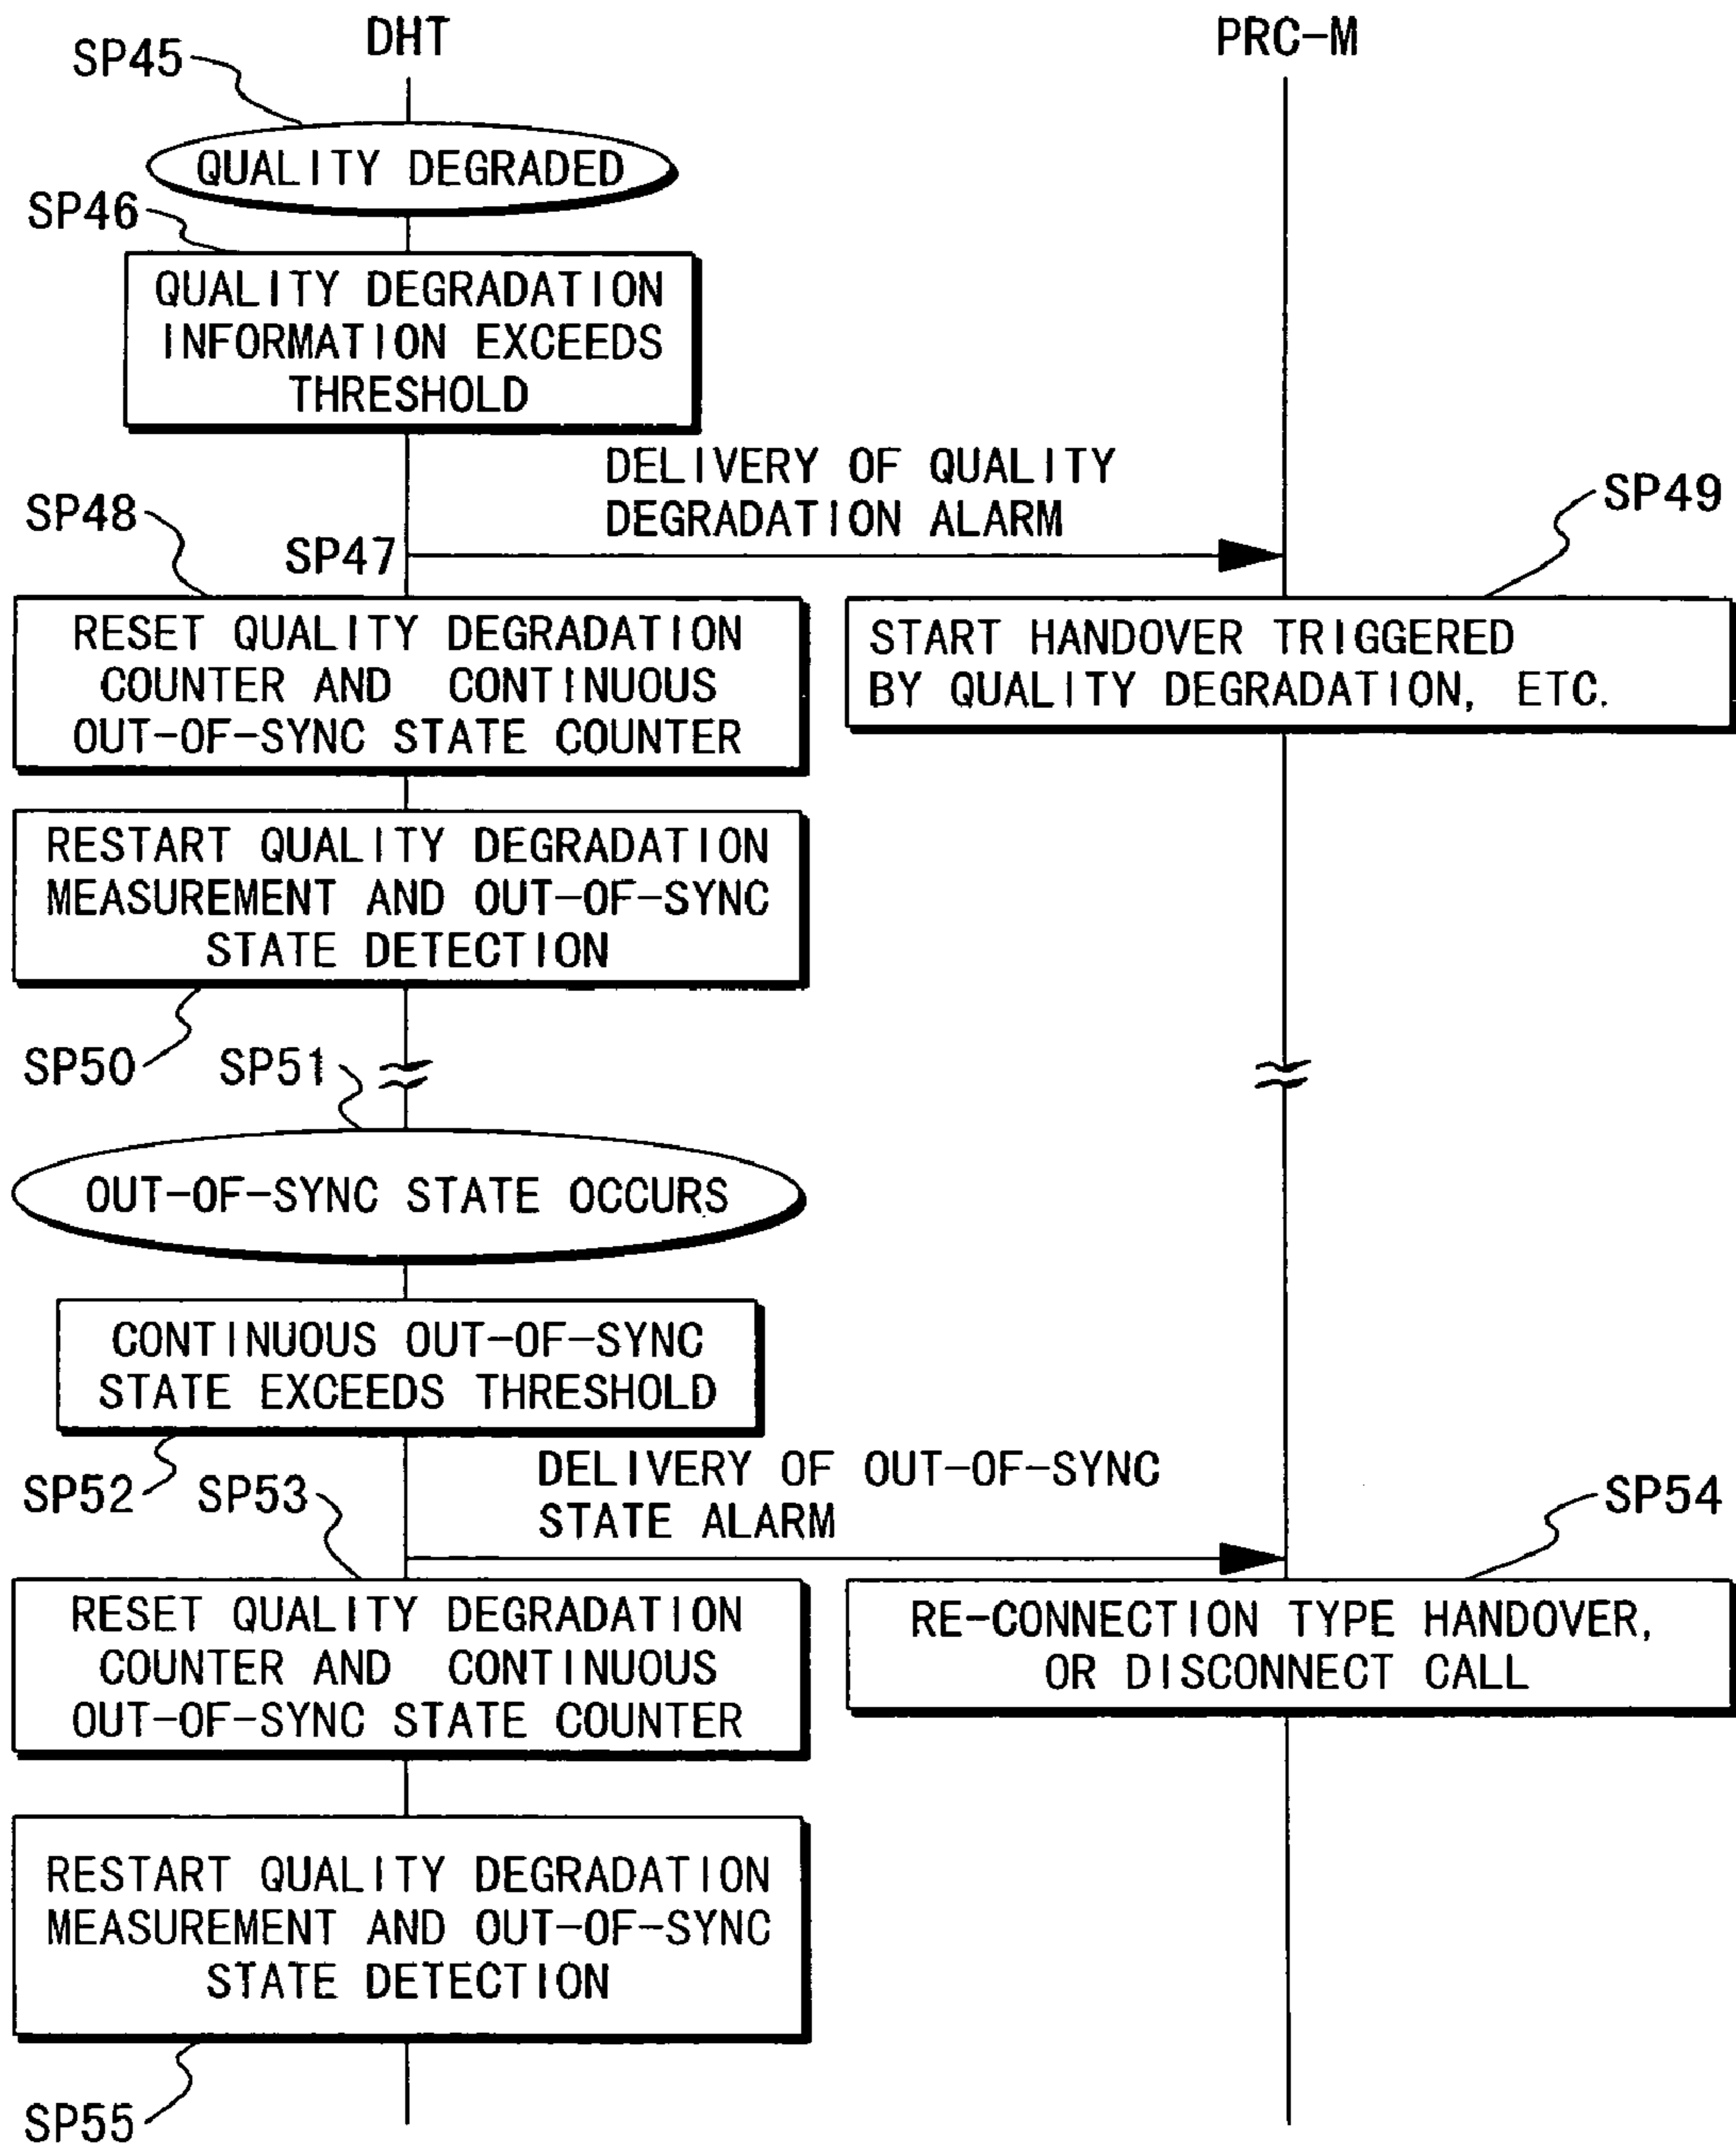 DHT
PRC-M
SP45
QUALITY DEGRADED
SP46
QUALITY DEGRADATION
INFORMATION EXCEEDS
THRESHOLD
DELIVERY OF QUALITY
DEGRADATION ALARM
SP49
SP48
SP47
RESET QUALITY DEGRADATION
COUNTER AND CONTINUOUS
OUT-OF-SYNC STATE COUNTER
START HANDOVER TRIGGERED
BY QUALITY DEGRADATION, ETC.
RESTART QUALITY DEGRADATION
MEASUREMENT AND OUT-OF-SYNC
STATE DETECTION
SP50
SP51
OUT-OF-SYNC STATE OCCURS
CONTINUOUS OUT-OF-SYNC
STATE EXCEEDS THRESHOLD
SP52
SP53
DELIVERY OF OUT-OF-SYNC
STATE ALARM
SP54
RESET QUALITY DEGRADATION
COUNTER AND CONTINUOUS
OUT-OF-SYNC STATE COUNTER
RE-CONNECTION TYPE HANDOVER,
OR DISCONNECT CALL
RESTART QUALITY DEGRADATION
MEASUREMENT AND OUT-OF-SYNC
STATE DETECTION
SP55